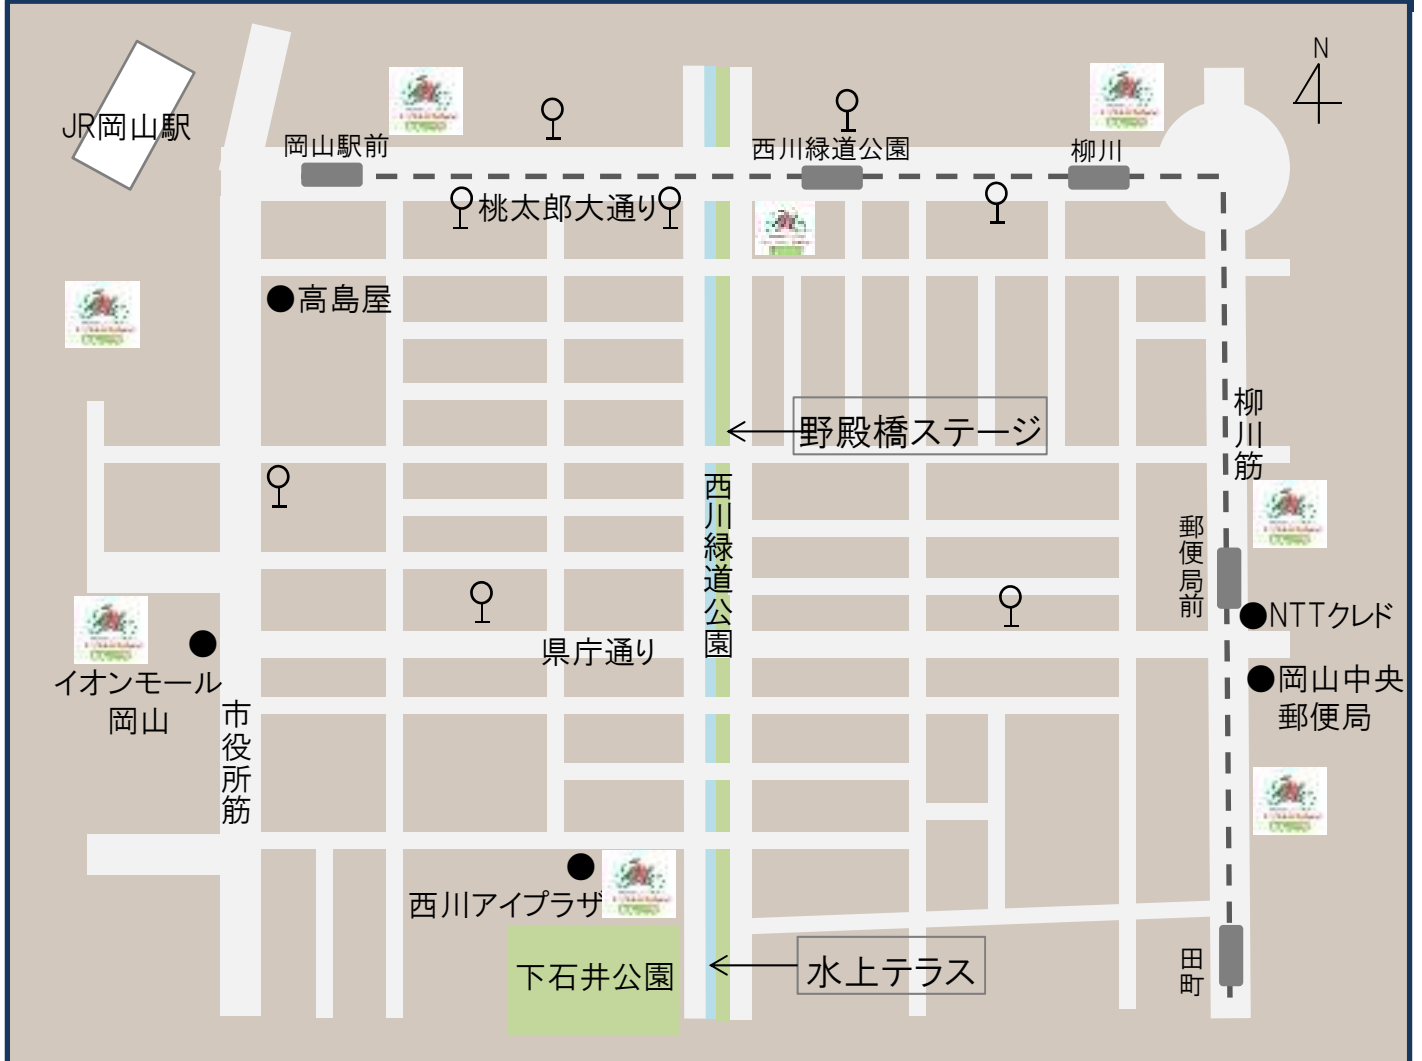 N
JR岡山駅
岡山駅前
西川緑道公園
柳川
桃太郎大通り
高島屋
柳川筋
野殿橋ステージ
西川緑道公園
郵便局前
NTTクレド
県庁通り
イオンモール
岡山
岡山中央
郵便局
市役所筋
西川アイプラザ
下石井公園
水上テラス
田町